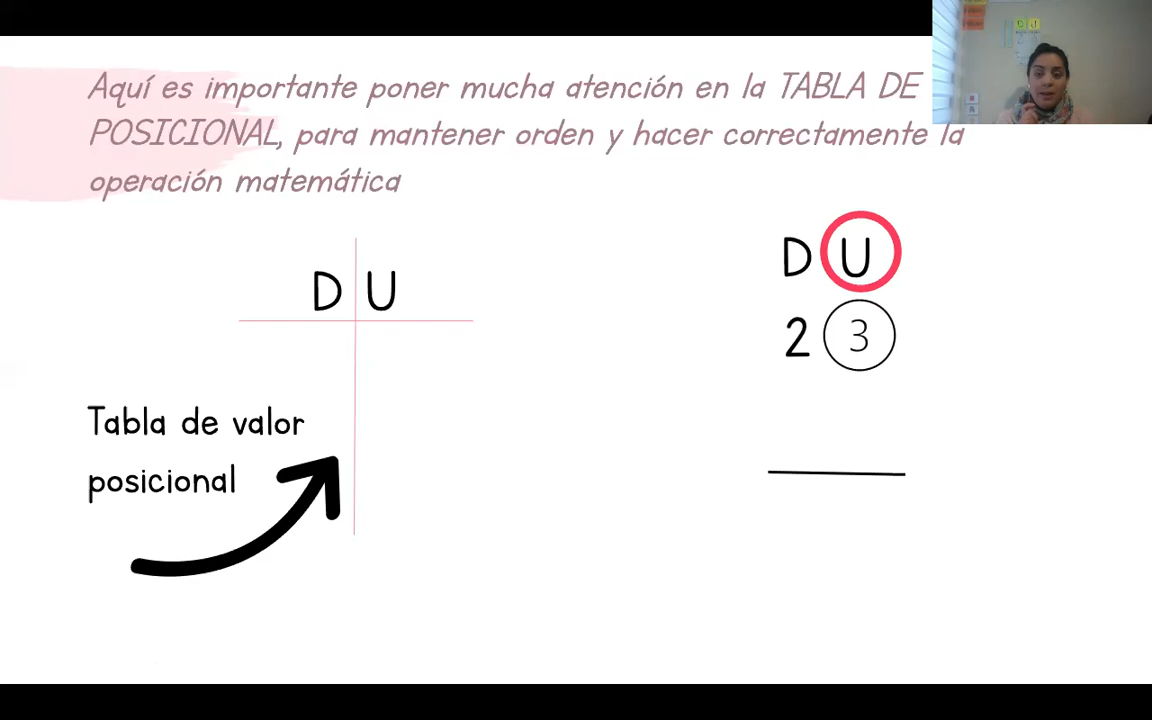 Aquí es importante poner mucha atención en la TABLA DE
POSICIONAL, para mantener orden y hacer correctamente la
operación matemática
D U
Tabla de valor
posicional
D U
2 3